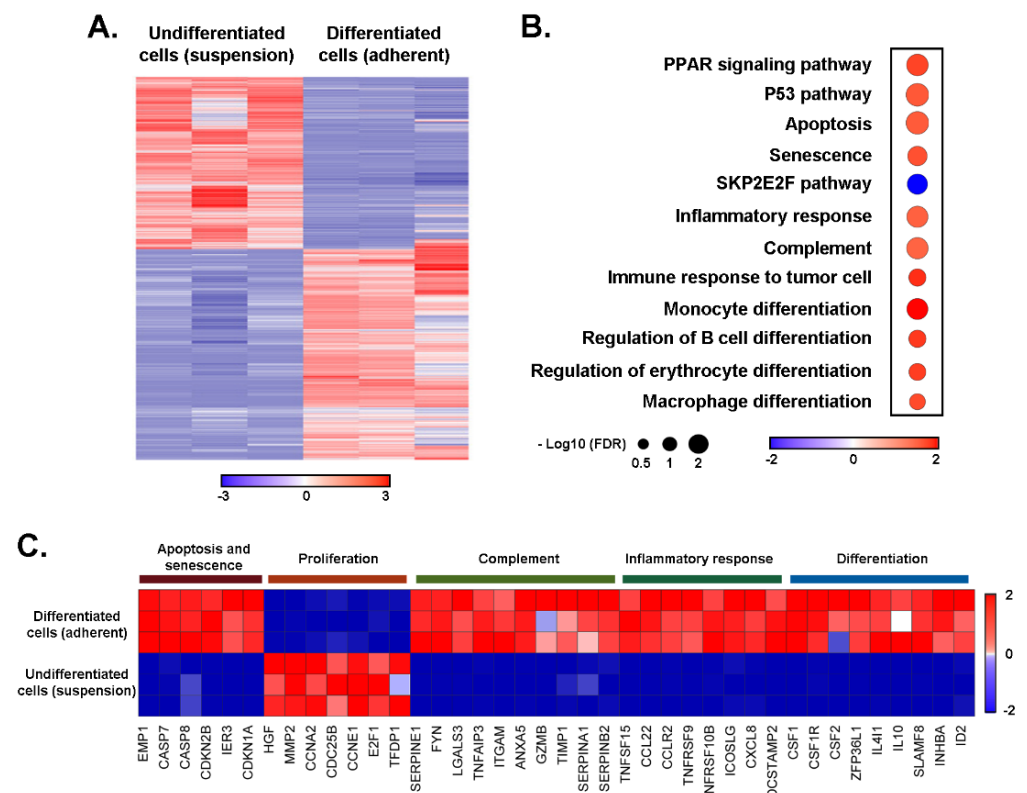 A.
Undifferentiated
cells (suspension)
Differentiated
cells (adherent)
-3
0
3
B.
PPAR signaling pathway
P53 pathway
Apoptosis
Senescence
SKP2E2F pathway
Inflammatory response
Complement
Immune response to tumor cell
Monocyte differentiation
Regulation of B cell differentiation
Regulation of erythrocyte differentiation
Macrophage differentiation
- Log10 (FDR)
0.5
1
2
-2
0
2
C.
Apoptosis and
senescence
Proliferation
Complement
Inflammatory response
Differentiation
Differentiated
cells (adherent)
Undifferentiated
cells (suspension)
2
0
-2
EMP1
CASP7
CASP8
CDKN2B
IER3
CDKN1A
HGF
MMP2
CCNA2
CDC25B
CCNE1
E2F1
TFDP1
SERPINE1
FYN
LGALS3
TNFAIP3
ITGAM
ANXA5
GZMB
TIMP1
SERPINA1
SERPINB2
TNFSF15
CCL22
CCLR2
TNFRSF9
NFRSF10B
ICOSLG
CXCL8
OCSTAMP2
CSF1
CSF1R
CSF2
ZFP36L1
IL4I1
IL10
SLAMF8
INHBA
ID2